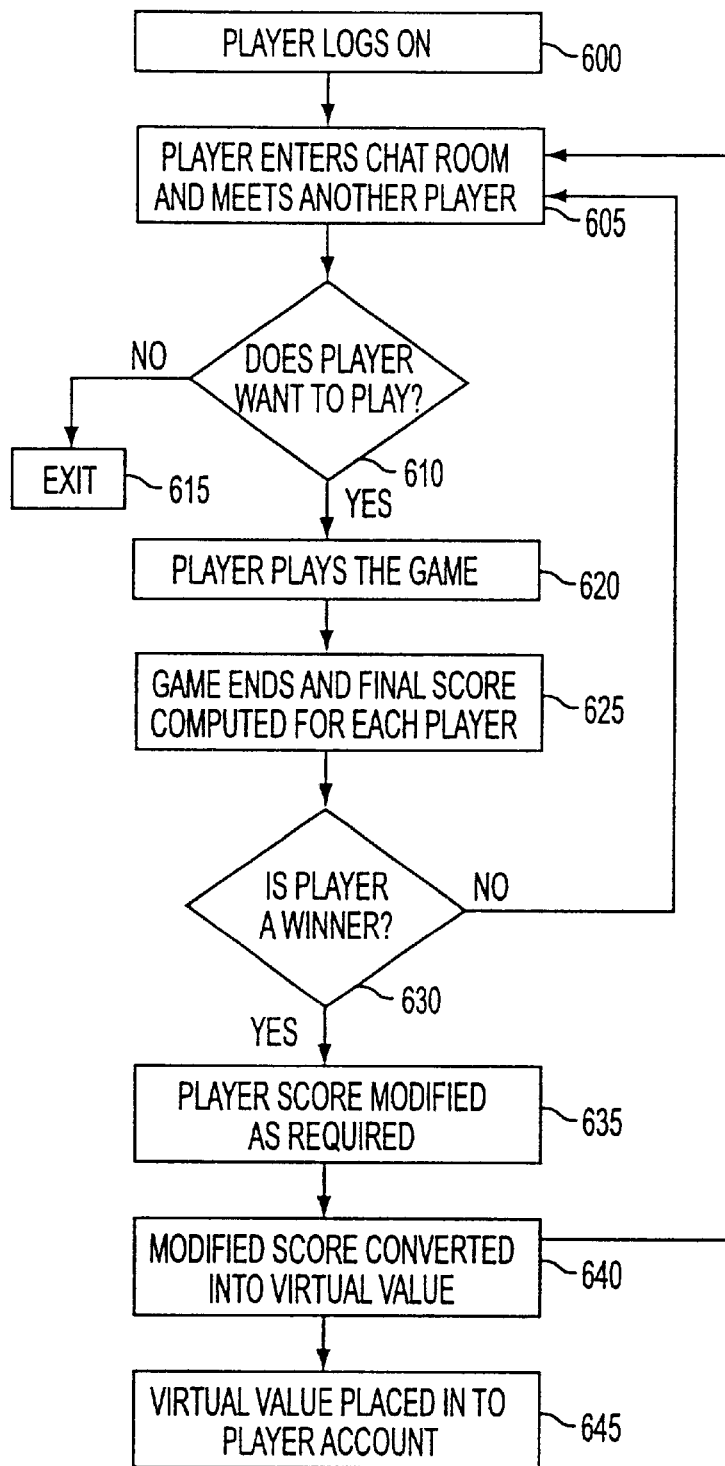 PLAYER LOGS ON
600
PLAYER ENTERS CHAT ROOM
AND MEETS ANOTHER PLAYER
605
DOES PLAYER
WANT TO PLAY?
610
NO
EXIT
615
YES
PLAYER PLAYS THE GAME
620
GAME ENDS AND FINAL SCORE
COMPUTED FOR EACH PLAYER
625
IS PLAYER
A WINNER?
630
NO
YES
PLAYER SCORE MODIFIED
AS REQUIRED
635
MODIFIED SCORE CONVERTED
INTO VIRTUAL VALUE
640
VIRTUAL VALUE PLACED IN TO
PLAYER ACCOUNT
645